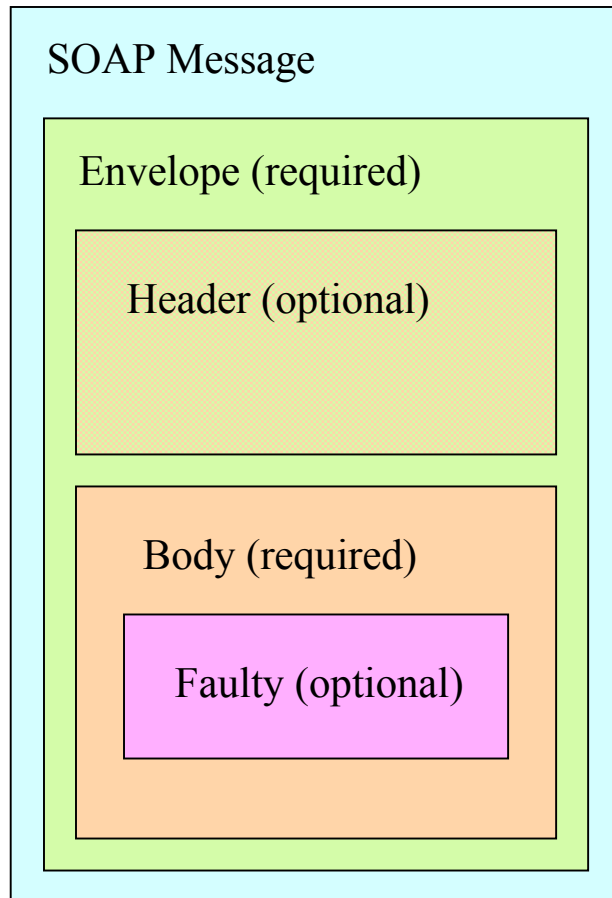 SOAP Message
Envelope (required)
Header (optional)
Body (required)
Faulty (optional)